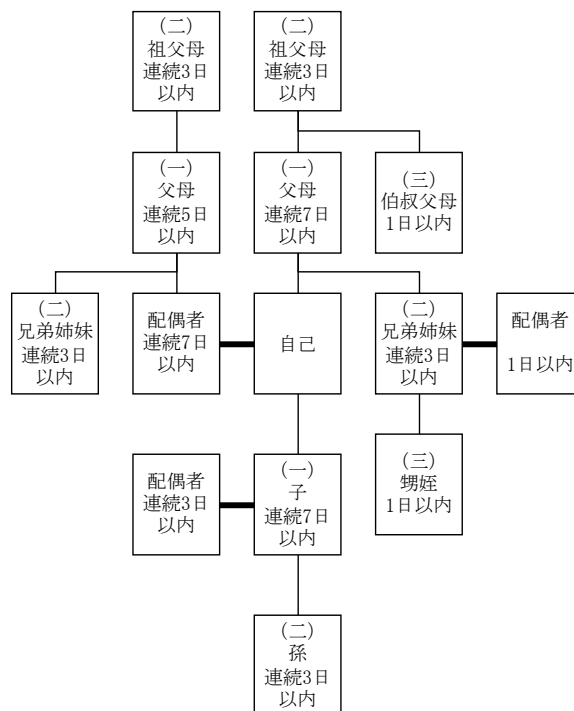 (二)
祖父母
連続3日
以内
(二)
祖父母
連続3日
以内
(一)
父母
連続5日
以内
(一)
父母
連続7日
以内
(三)
伯叔父母
1日以内
(二)
兄弟姉妹
連続3日
以内
配偶者
連続7日
以内
自己
(二)
兄弟姉妹
連続3日
以内
配偶者
1日以内
配偶者
連続3日
以内
(一)
子
連続7日
以内
(三)
甥姪
1日以内
(二)
孫
連続3日
以内